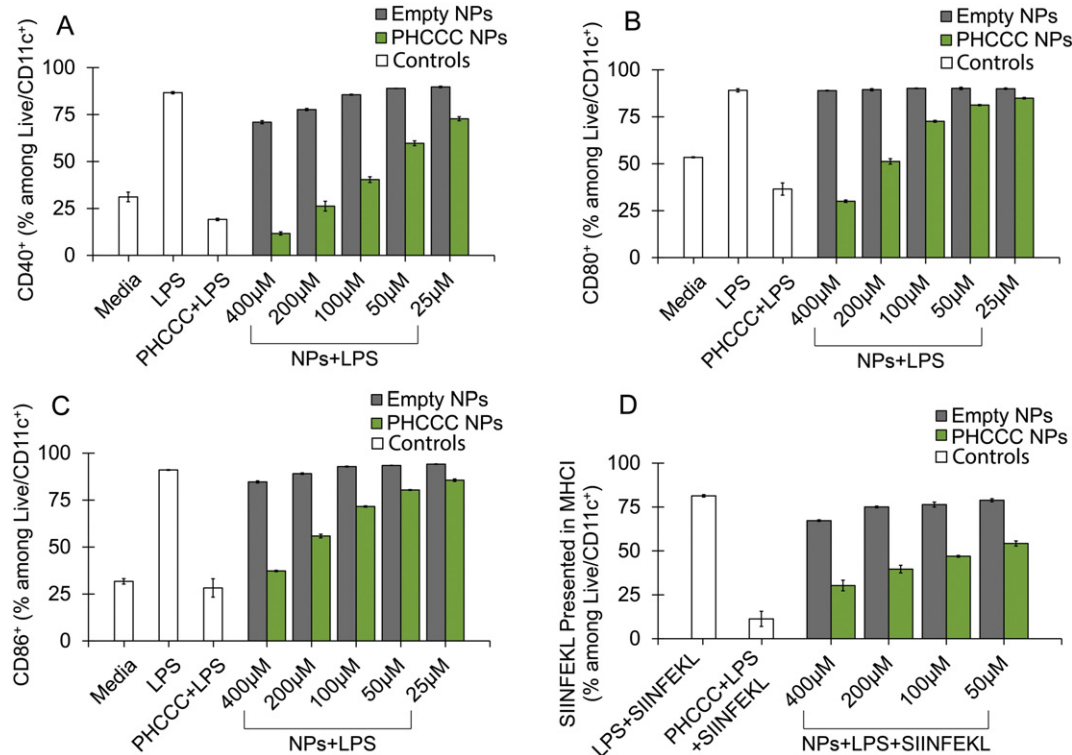 A
Empty NPs
PHCCC NPs
Controls
CD40⁺ (% among Live/CD11c⁺)
100
75
50
25
0
Media
LPS
PHCCC+LPS
400µM
200µM
100µM
50µM
25µM
NPs+LPS
B
Empty NPs
PHCCC NPs
Controls
CD80⁺ (% among Live/CD11c⁺)
100
75
50
25
0
Media
LPS
PHCCC+LPS
400µM
200µM
100µM
50µM
25µM
NPs+LPS
C
Empty NPs
PHCCC NPs
Controls
CD86⁺ (% among Live/CD11c⁺)
100
75
50
25
0
Media
LPS
PHCCC+LPS
400µM
200µM
100µM
50µM
25µM
NPs+LPS
D
Empty NPs
PHCCC NPs
Controls
SIINFEKL Presented in MHCI
(% among Live/CD11c⁺)
100
75
50
25
0
LPS+SIINFEKL
PHCCC+LPS
+SIINFEKL
400µM
200µM
100µM
50µM
NPs+LPS+SIINFEKL